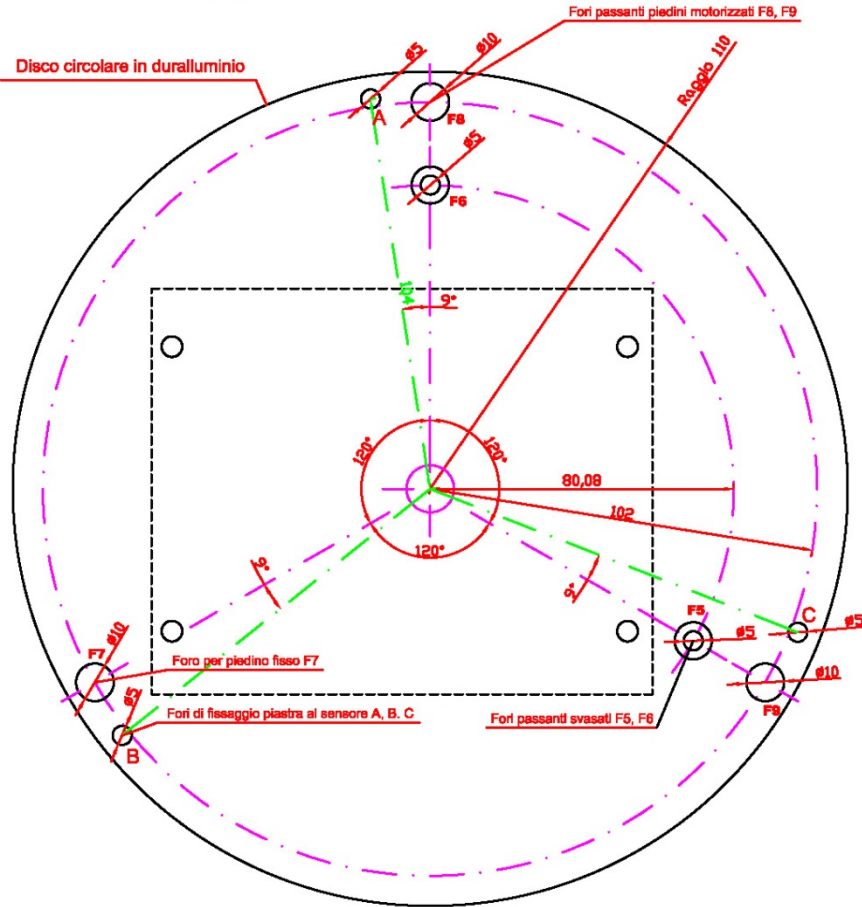 Fori passanti piedini motorizzati F8, F9
ø5
ø10
Raggio 110
Disco circolare in duralluminio
A
F8
ø5
F6
104
9°
120°
120°
80,08
102
120°
9°
9°
C
F5
ø5
ø5
F7
ø10
Foro per piedino fisso F7
ø10
ø5
F9
Fori di fissaggio piastra al sensore A, B. C
Fori passanti svasati F5, F6
B